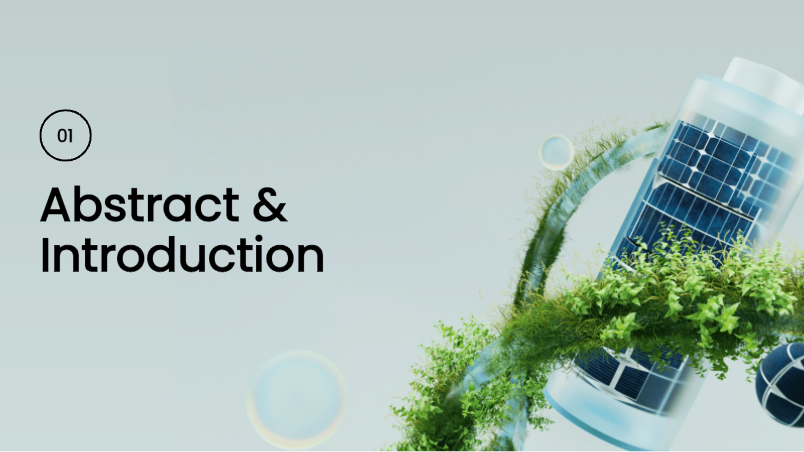 01
Abstract &
Introduction